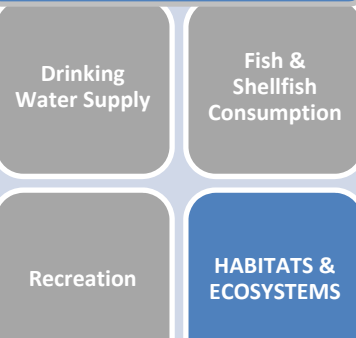 Drinking
Water Supply
Fish &
Shellfish
Consumption
Recreation
HABITATS &
ECOSYSTEMS